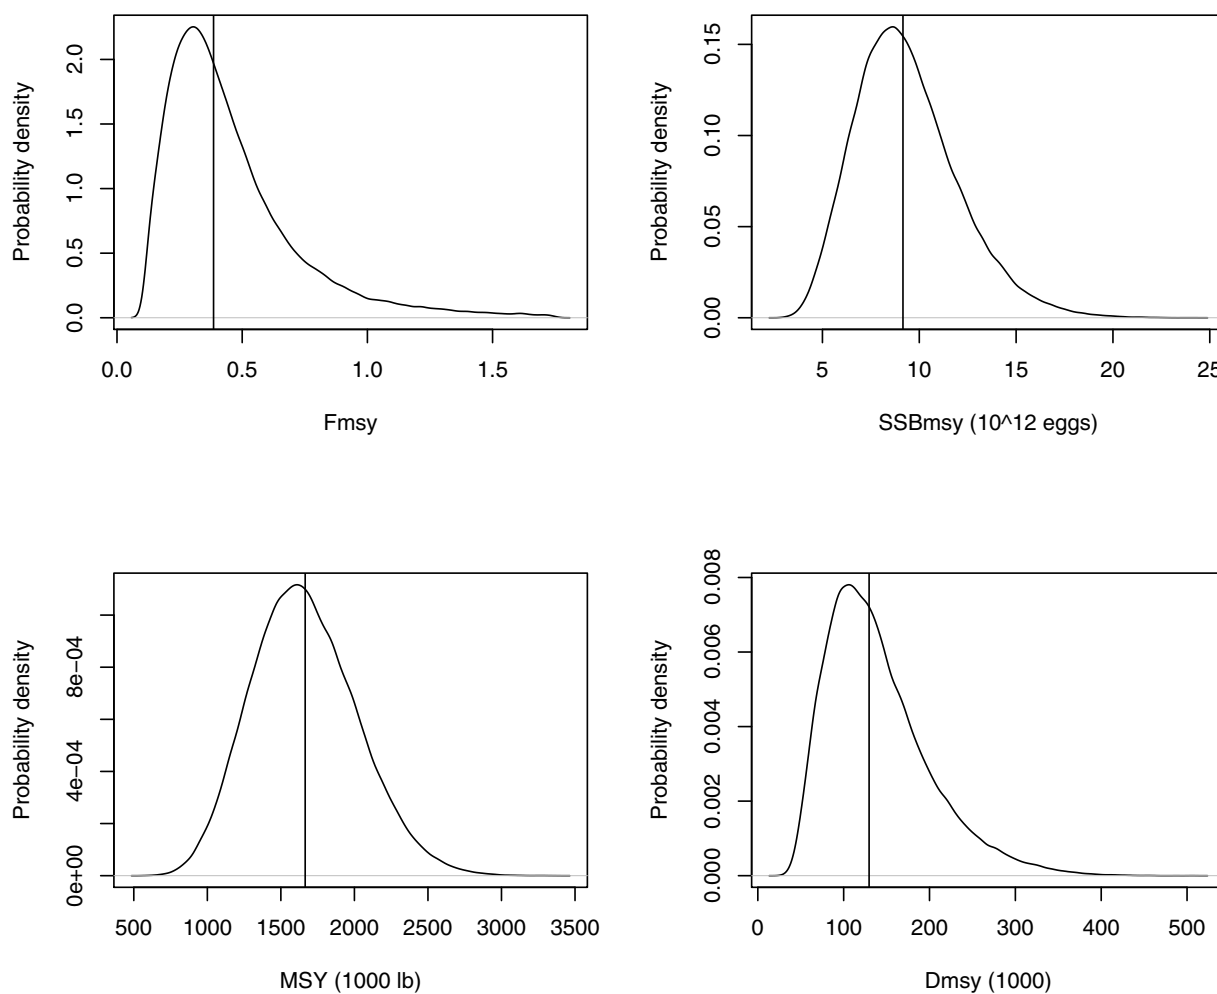 Probability density
0.0 0.5 1.0 1.5 2.0
0.0 0.5 1.0 1.5
Fmsy
Probability density
0.00 0.05 0.10 0.15
5 10 15 20 25
SSBmsy (10^12 eggs)
Probability density
0e+00 4e−04 8e−04
500 1000 1500 2000 2500 3000 3500
MSY (1000 lb)
Probability density
0.000 0.002 0.004 0.006 0.008
0 100 200 300 400 500
Dmsy (1000)